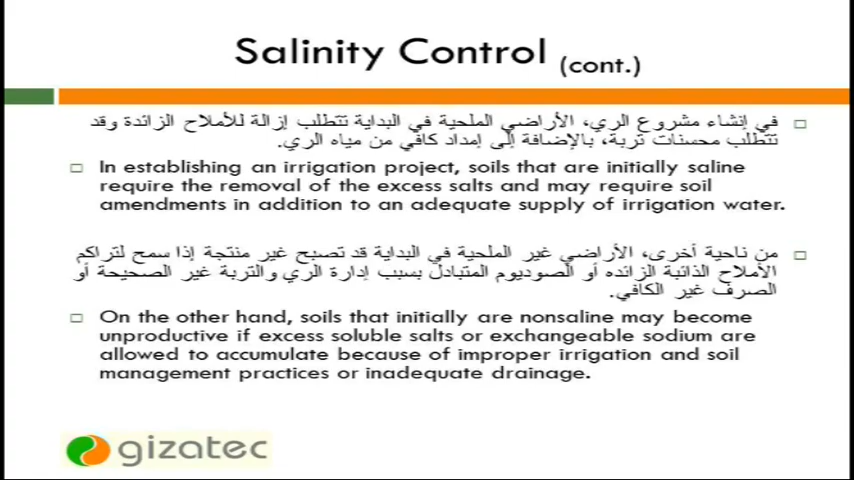 Salinity Control (cont.)
في إنشاء مشروع الري، الأراضي الملحية في البداية تتطلب إزالة للأملاح الزائدة وقد
تتطلب محسنات تربة، بالإضافة إلى إمداد كافي من مياه الري.
In establishing an irrigation project, soils that are initially saline
require the removal of the excess salts and may require soil
amendments in addition to an adequate supply of irrigation water.
من ناحية أخرى، الأراضي غير الملحية في البداية قد تصبح غير منتجة إذا سمح لتراكم
الأملاح الذائبة الزائده أو الصوديوم المتبادل بسبب إدارة الري والتربة غير الصحيحة أو
الصرف غير الكافي.
On the other hand, soils that initially are nonsaline may become
unproductive if excess soluble salts or exchangeable sodium are
allowed to accumulate because of improper irrigation and soil
management practices or inadequate drainage.
gizatec